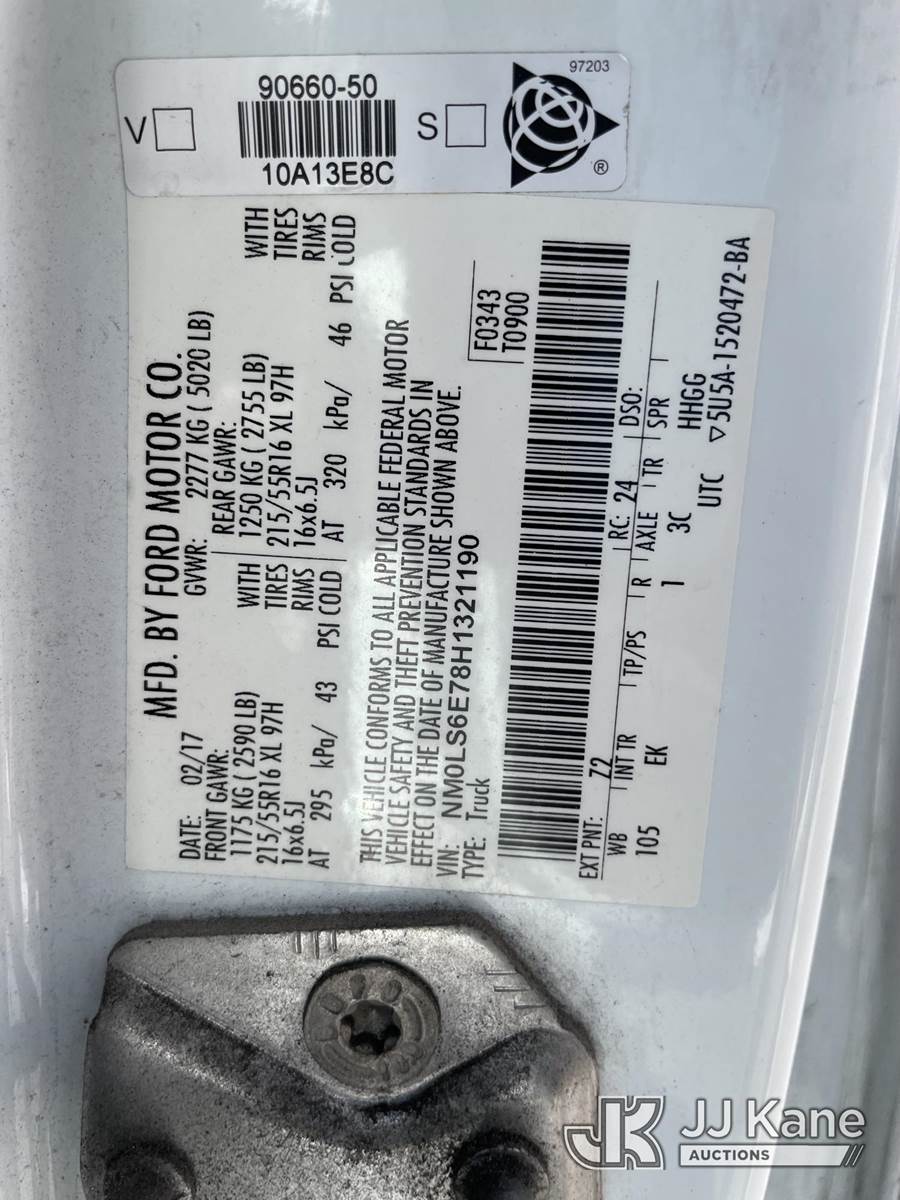 97203
90660-50
V
S
10A13E8C
®
MFD. BY FORD MOTOR CO.
DATE: 02/17 GVWR: 2277 KG ( 5020 LB)
FRONT GAWR: REAR GAWR:
1175 KG ( 2590 LB) WITH 1250 KG ( 2755 LB) WITH
215/55R16 XL 97H TIRES 215/55R16 XL 97H TIRES
16x6.5J RIMS 16x6.5J RIMS
AT 295 kPa/ 43 PSI COLD AT 320 kPa/ 46 PSI COLD
THIS VEHICLE CONFORMS TO ALL APPLICABLE FEDERAL MOTOR
VEHICLE SAFETY AND THEFT PREVENTION STANDARDS IN
EFFECT ON THE DATE OF MANUFACTURE SHOWN ABOVE.
VIN: NM0LS6E78H1321190
TYPE: Truck
F0343
T0900
EXT PNT: Z2 RC: 24 DSO:
WB INT TR TP/PS R AXLE TR SPR
105 EK 1 3C HHGG
UTC ▽5U5A-1520472-BA
JK JJ Kane
AUCTIONS